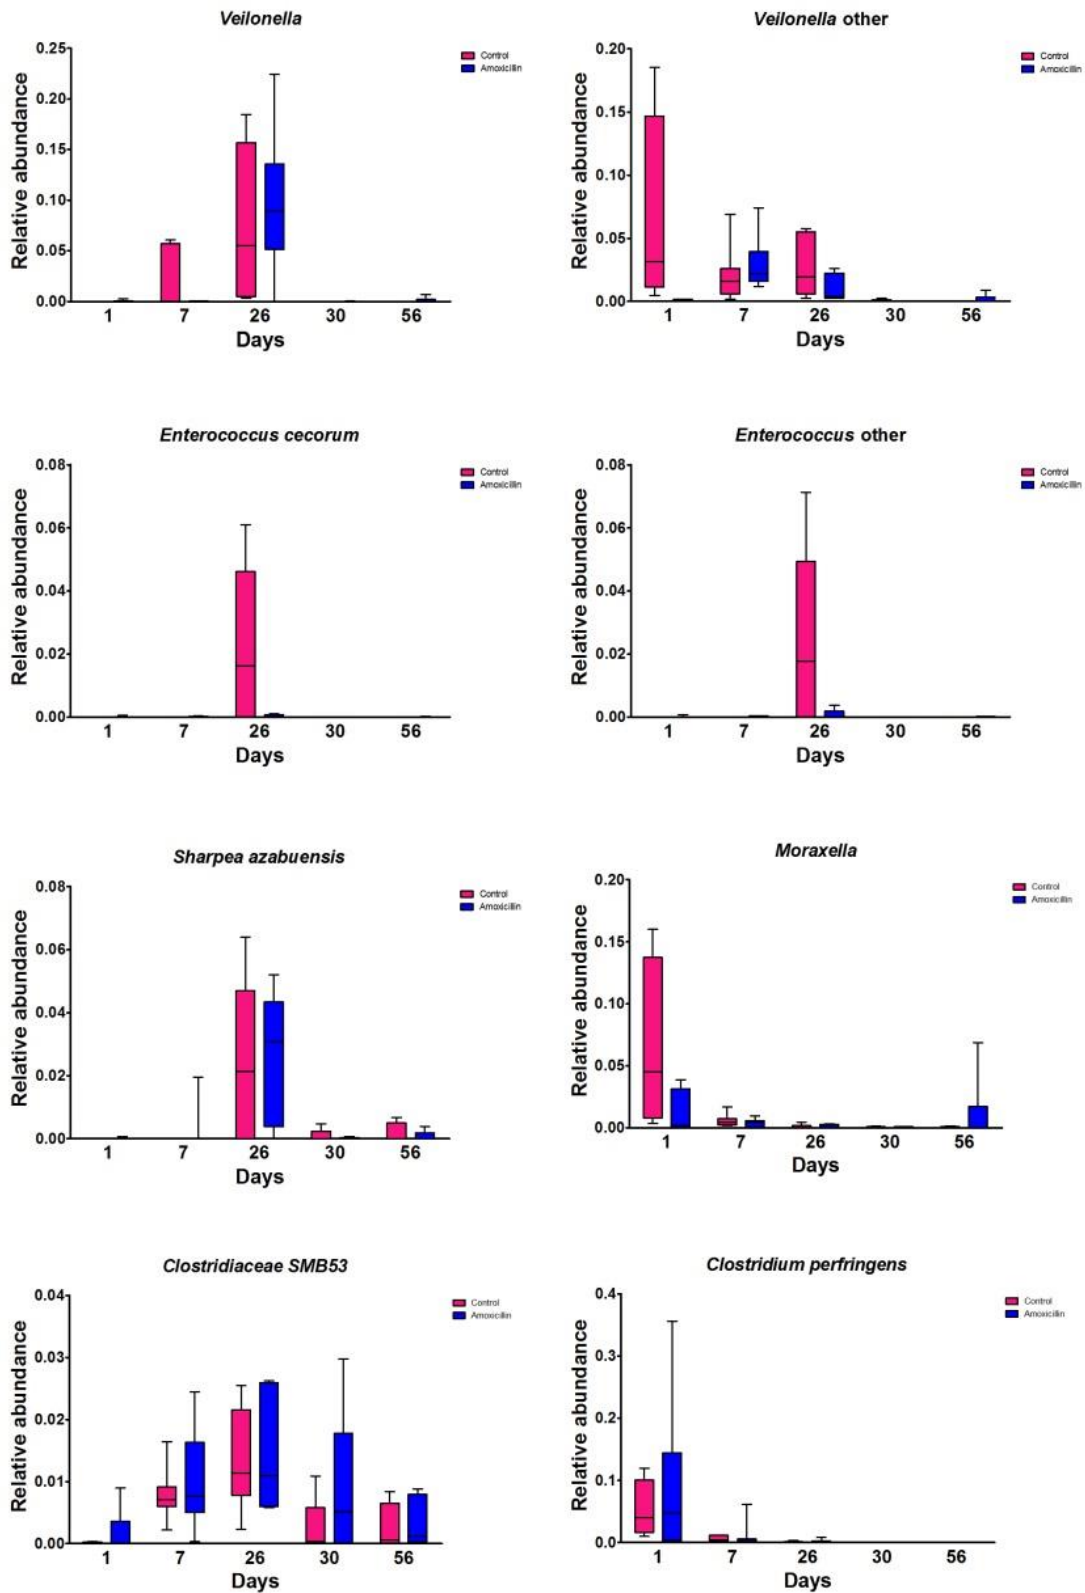 Veilonella
Control
Amoxicillin
Relative abundance
0.25
0.20
0.15
0.10
0.05
0.00
1 7 26 30 56
Days
Veilonella other
Control
Amoxicillin
Relative abundance
0.20
0.15
0.10
0.05
0.00
1 7 26 30 56
Days
Enterococcus cecorum
Control
Amoxicillin
Relative abundance
0.08
0.06
0.04
0.02
0.00
1 7 26 30 56
Days
Enterococcus other
Control
Amoxicillin
Relative abundance
0.08
0.06
0.04
0.02
0.00
1 7 26 30 56
Days
Sharpea azabuensis
Control
Amoxicillin
Relative abundance
0.08
0.06
0.04
0.02
0.00
1 7 26 30 56
Days
Moraxella
Control
Amoxicillin
Relative abundance
0.20
0.15
0.10
0.05
0.00
1 7 26 30 56
Days
Clostridiaceae SMB53
Control
Amoxicillin
Relative abundance
0.04
0.03
0.02
0.01
0.00
1 7 26 30 56
Days
Clostridium perfringens
Control
Amoxicillin
Relative abundance
0.4
0.3
0.2
0.1
0.0
1 7 26 30 56
Days